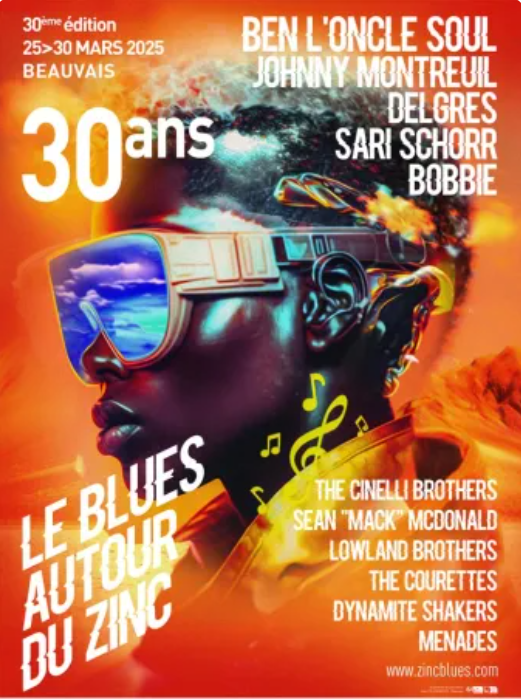 30ème édition
25>30 MARS 2025
BEAUVAIS
30ans
BEN L'ONCLE SOUL
JOHNNY MONTREUIL
DELGRES
SARI SCHORR
BOBBIE
LE BLUES
AUTOUR
DU ZINC
THE CINELLI BROTHERS
SEAN "MACK" MCDONALD
LOWLAND BROTHERS
THE COURETTES
DYNAMITE SHAKERS
MENADES
www.zincblues.com